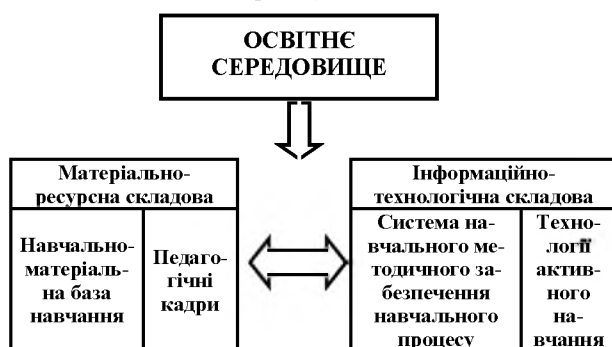 ОСВІТНЄ
СЕРЕДОВИЩЕ
Матеріально-
ресурсна складова
Навчально-
матеріаль-
на база
навчання
Педаго-
гічні
кадри
Інформаційно-
технологічна складова
Система на-
вчального ме-
тодичного за-
безпечення
навчального
процесу
Техно-
логії
актив-
ного
на-
вчання